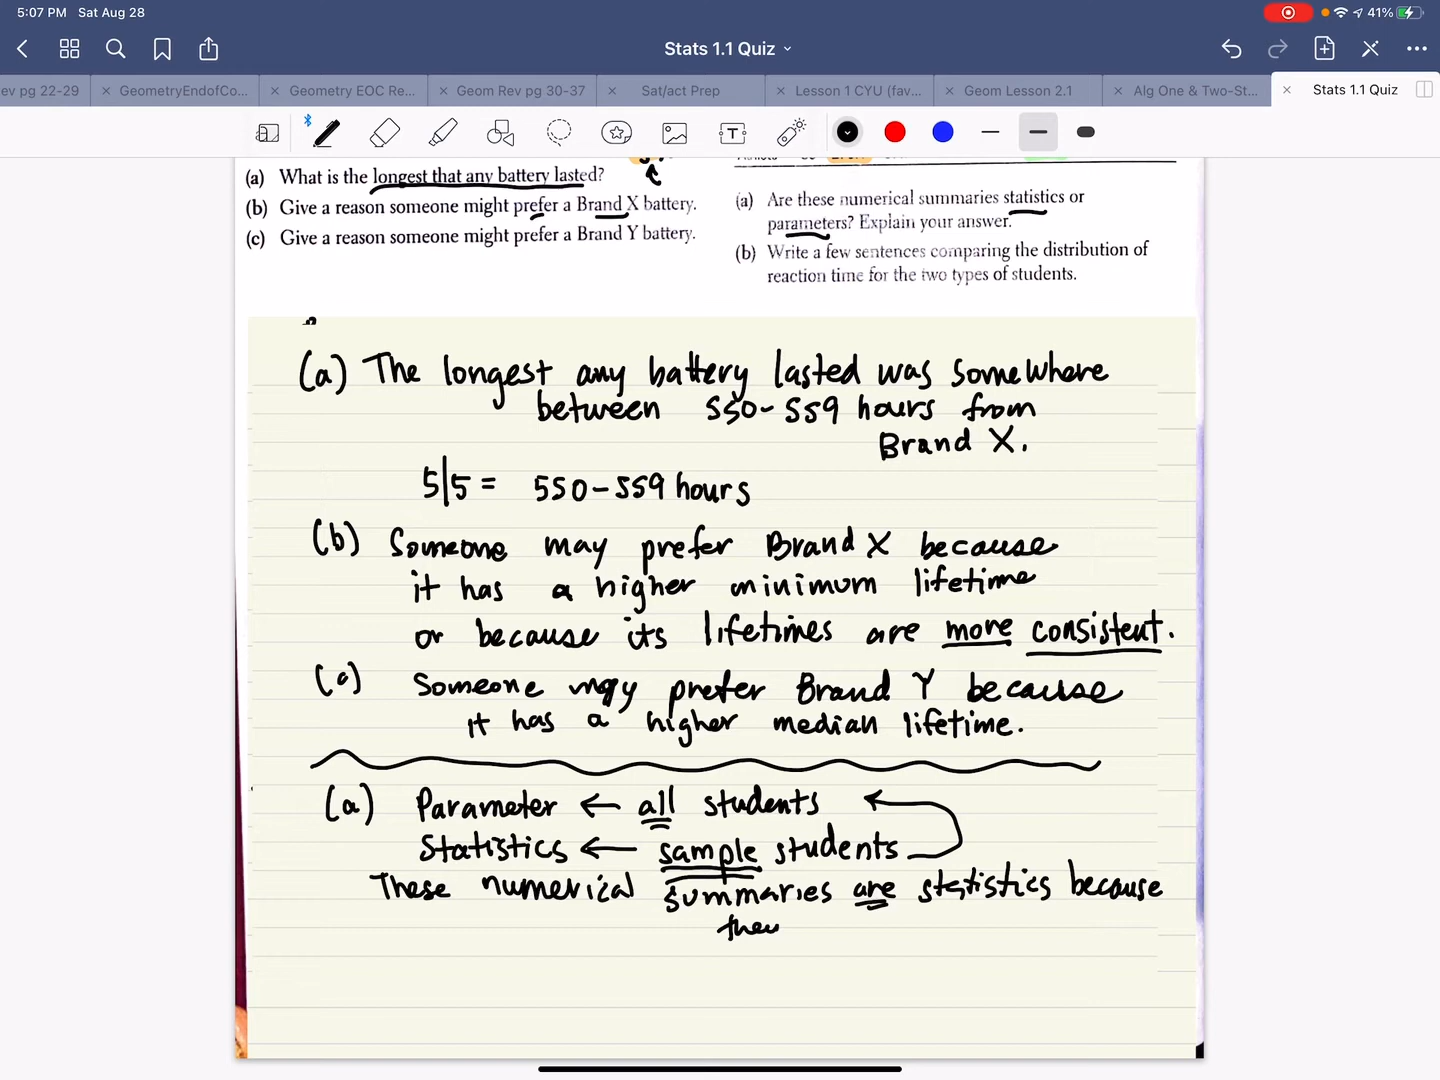 5:07 PM Sat Aug 28
41%
Stats 1.1 Quiz
ev pg 22-29
GeometryEndofCo...
Geometry EOC Re...
Geom Rev pg 30-37
Sat/act Prep
Lesson 1 CYU (fav...
Geom Lesson 2.1
Alg One & Two-St...
Stats 1.1 Quiz
(a) What is the longest that any battery lasted?
(b) Give a reason someone might prefer a Brand X battery.
(c) Give a reason someone might prefer a Brand Y battery.
(a) Are these numerical summaries statistics or
parameters? Explain your answer.
(b) Write a few sentences comparing the distribution of
reaction time for the two types of students.
(a) The longest any battery lasted was somewhere
between 550-559 hours from
Brand X.
5|5 = 550-559 hours
(b) Someone may prefer Brand X because
it has a higher minimum lifetime
or because its lifetimes are more consistent.
(c) Someone may prefer Brand Y because
it has a higher median lifetime.
(a) Parameter ← all students
Statistics ← sample students
These numerical summaries are statistics because